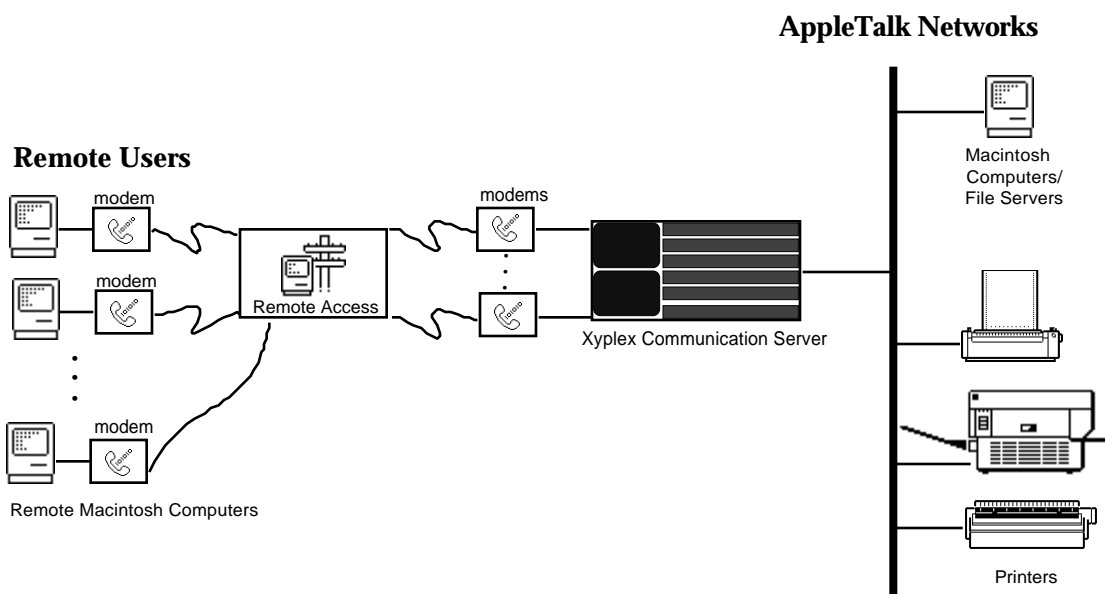 AppleTalk Networks
Remote Users
Macintosh
Computers/
File Servers
modem
modems
modem
Remote Access
Xyplex Communication Server
modem
Remote Macintosh Computers
Printers